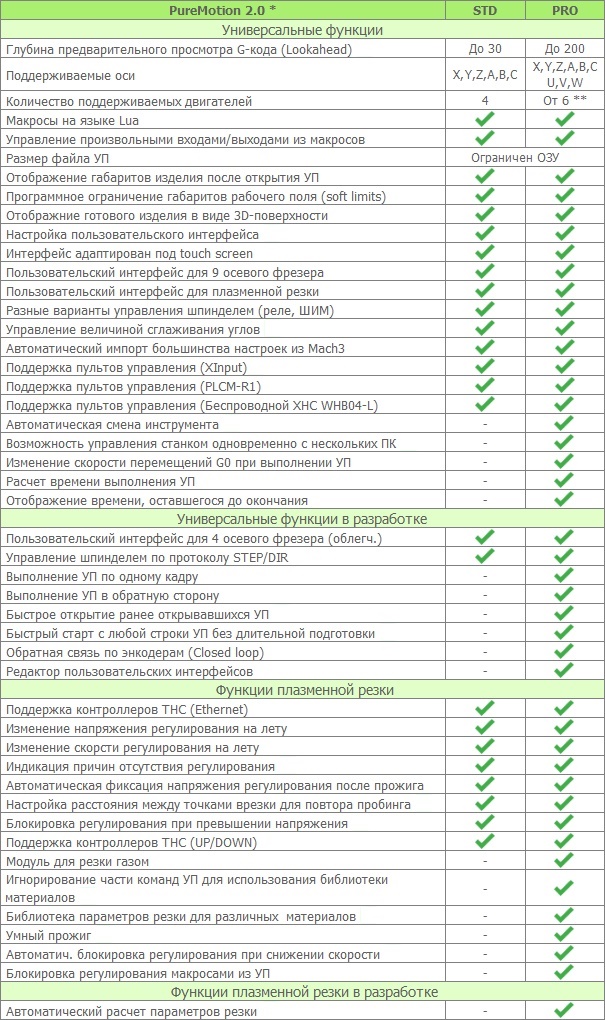 PureMotion 2.0 * STD PRO
Универсальные функции
Глубина предварительного просмотра G-кода (Lookahead) До 30 До 200
Поддерживаемые оси X,Y,Z,A,B,C X,Y,Z,A,B,C
U,V,W
Количество поддерживаемых двигателей 4 От 6 **
Макросы на языке Lua
Управление произвольными входами/выходами из макросов
Размер файла УП Ограничен ОЗУ
Отображение габаритов изделия после открытия УП
Программное ограничение габаритов рабочего поля (soft limits)
Отображние готового изделия в виде 3D-поверхности
Настройка пользовательского интерфейса
Интерфейс адаптирован под touch screen
Пользовательский интерфейс для 9 осевого фрезера
Пользовательский интерфейс для плазменной резки
Разные варианты управления шпинделем (реле, ШИМ)
Управление величиной сглаживания углов
Автоматический импорт большинства настроек из Mach3
Поддержка пультов управления (XInput)
Поддержка пультов управления (PLCM-R1)
Поддержка пультов управления (Беспроводной XHC WHB04-L)
Автоматическая смена инструмента -
Возможность управления станком одновременно с нескольких ПК -
Изменение скорости перемещений G0 при выполнении УП -
Расчет времени выполнения УП -
Отображение времени, оставшегося до окончания -
Универсальные функции в разработке
Пользовательский интерфейс для 4 осевого фрезера (облегч.)
Управление шпинделем по протоколу STEP/DIR
Выполнение УП по одному кадру -
Выполнение УП в обратную сторону -
Быстрое открытие ранее открывавшихся УП -
Быстрый старт с любой строки УП без длительной подготовки -
Обратная связь по энкодерам (Closed loop) -
Редактор пользовательских интерфейсов -
Функции плазменной резки
Поддержка контроллеров THC (Ethernet)
Изменение напряжения регулирования на лету
Изменение скорсти регулирования на лету
Индикация причин отсутствия регулирования
Автоматическая фиксация напряжения регулирования после прожига
Настройка расстояния между точками врезки для повтора пробинга
Блокировка регулирования при превышении напряжения
Поддержка контроллеров THC (UP/DOWN)
Модуль для резки газом -
Игнорирование части команд УП для использования библиотеки
материалов -
Библиотека параметров резки для различных материалов -
Умный прожиг -
Автоматич. блокировка регулирования при снижении скорости -
Блокировка регулирования макросами из УП -
Функции плазменной резки в разработке
Автоматический расчет параметров резки -